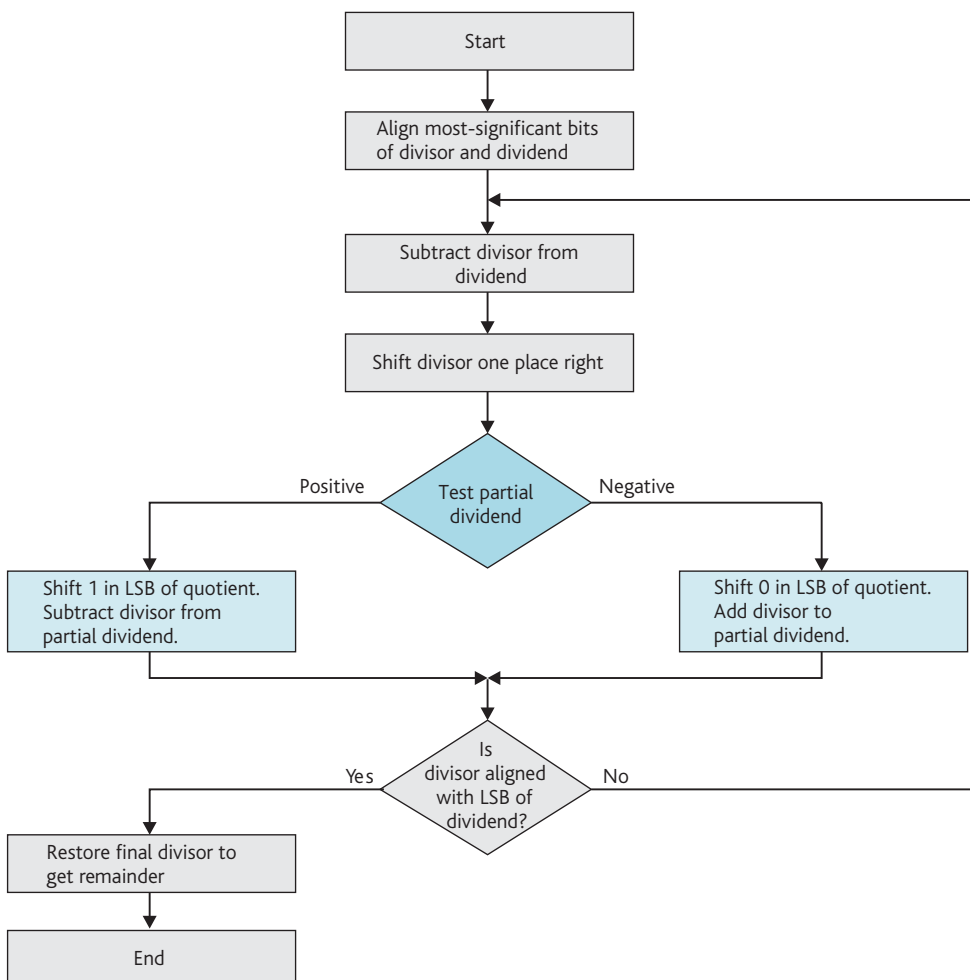 Start
Align most-significant bits
of divisor and dividend
Subtract divisor from
dividend
Shift divisor one place right
Positive
Test partial
dividend
Negative
Shift 1 in LSB of quotient.
Subtract divisor from
partial dividend.
Shift 0 in LSB of quotient.
Add divisor to
partial dividend.
Yes
Is
divisor aligned
with LSB of
dividend?
No
Restore final divisor to
get remainder
End